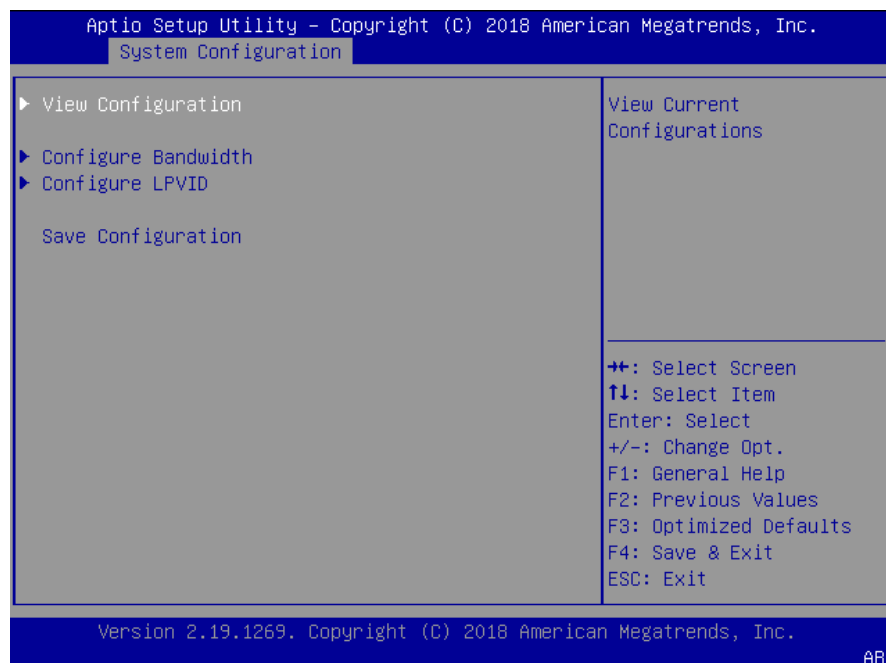 Aptio Setup Utility – Copyright (C) 2018 American Megatrends, Inc.
System Configuration
View Configuration
Configure Bandwidth
Configure LPVID
Save Configuration
View Current
Configurations
→←: Select Screen
↑↓: Select Item
Enter: Select
+/-: Change Opt.
F1: General Help
F2: Previous Values
F3: Optimized Defaults
F4: Save & Exit
ESC: Exit
Version 2.19.1269. Copyright (C) 2018 American Megatrends, Inc.
AB